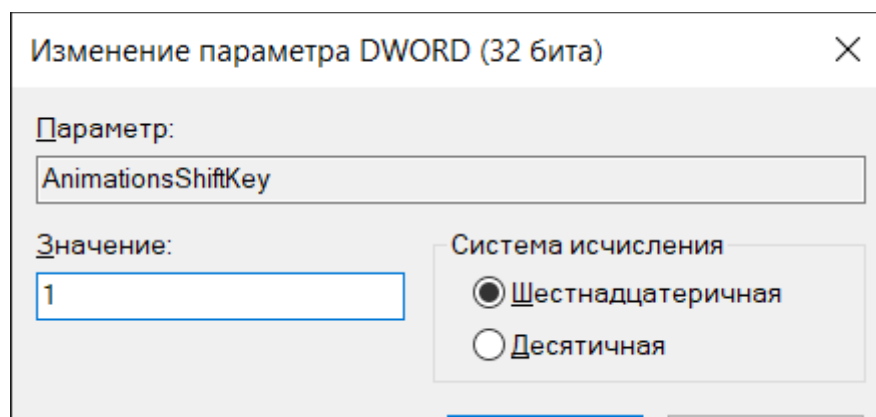 Изменение параметра DWORD (32 бита)
Параметр:
AnimationsShiftKey
Значение:
1
Система исчисления
Шестнадцатеричная
Десятичная